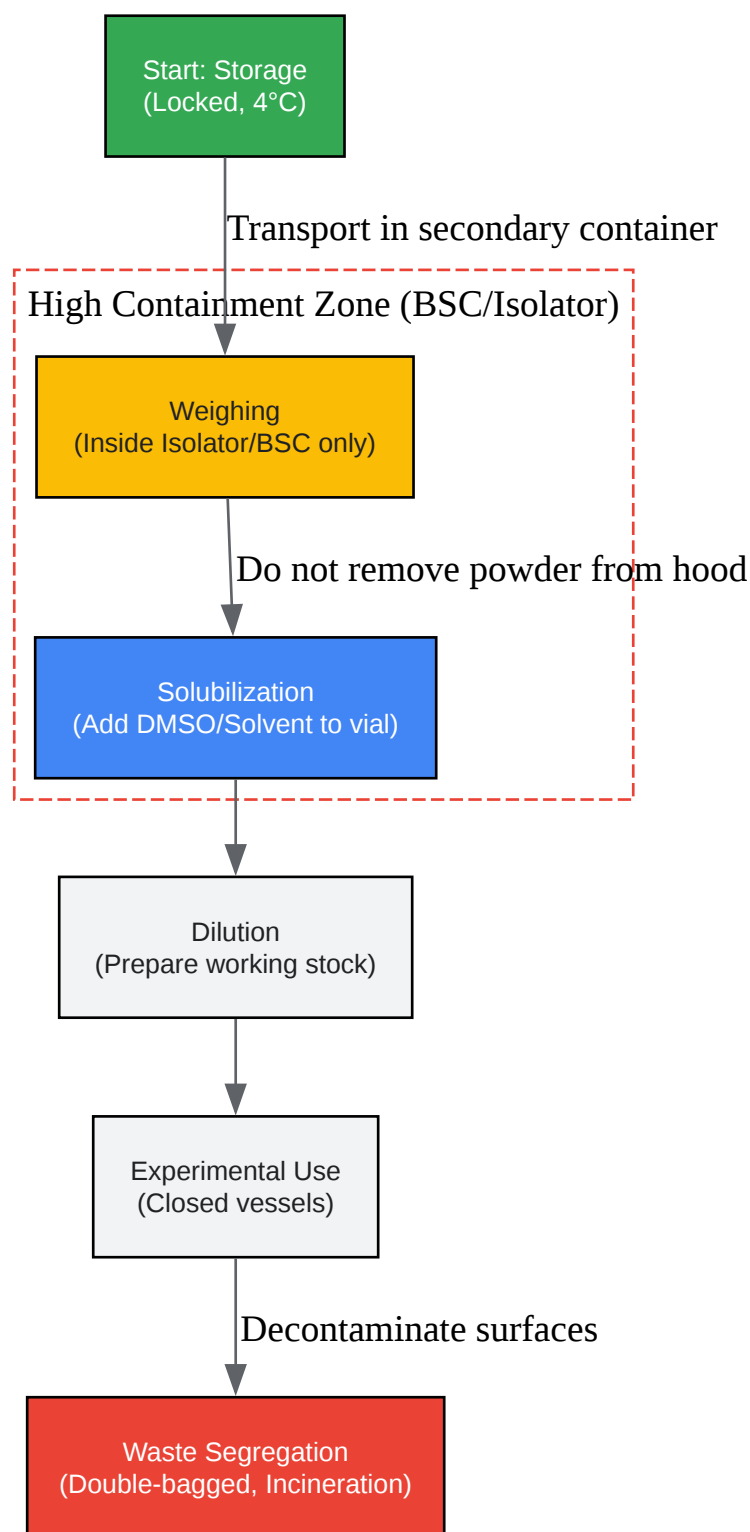 Start: Storage
(Locked, 4°C)
Transport in secondary container
High Containment Zone (BSC/Isolator)
Weighing
(Inside Isolator/BSC only)
Do not remove powder from hood
Solubilization
(Add DMSO/Solvent to vial)
Dilution
(Prepare working stock)
Experimental Use
(Closed vessels)
Decontaminate surfaces
Waste Segregation
(Double-bagged, Incineration)